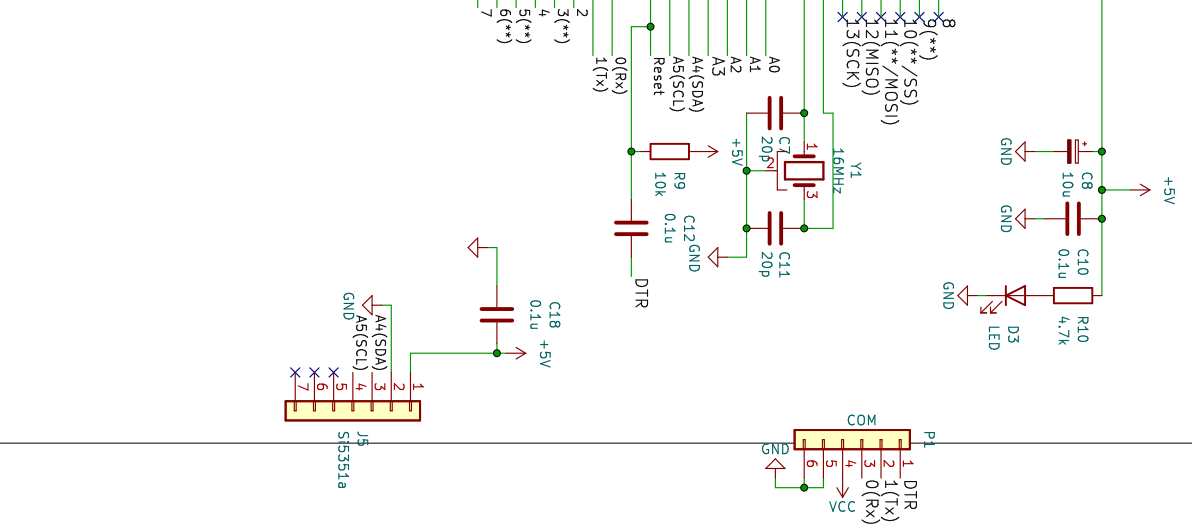 7
6(**)
5(**)
4
3(**)
2
1(Tx)
0(Rx)
Reset
A5(SCL)
A4(SDA)
A3
A2
A1
A0
13(SCK)
12(MISO)
11(**/MOSI)
10(**/SS)
9(**)
8
+5V
R9
10k
C7
20p
1
2
3
16MHz
Y1
C12
0.1u
GND
C11
20p
DTR
GND
C8
10u
+5V
GND
C10
0.1u
GND
D3
LED
R10
4.7k
C18
0.1u
+5V
GND
A5(SCL)
A4(SDA)
7
6
5
4
3
2
1
J5
Si5351a
COM
P1
GND
6
5
4
3
2
1
VCC
0(Rx)
1(Tx)
DTR